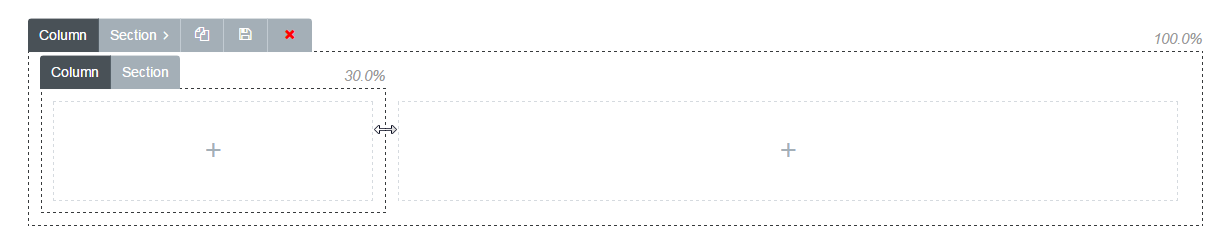 Column Section >
100.0%
Column Section
30.0%
+ +